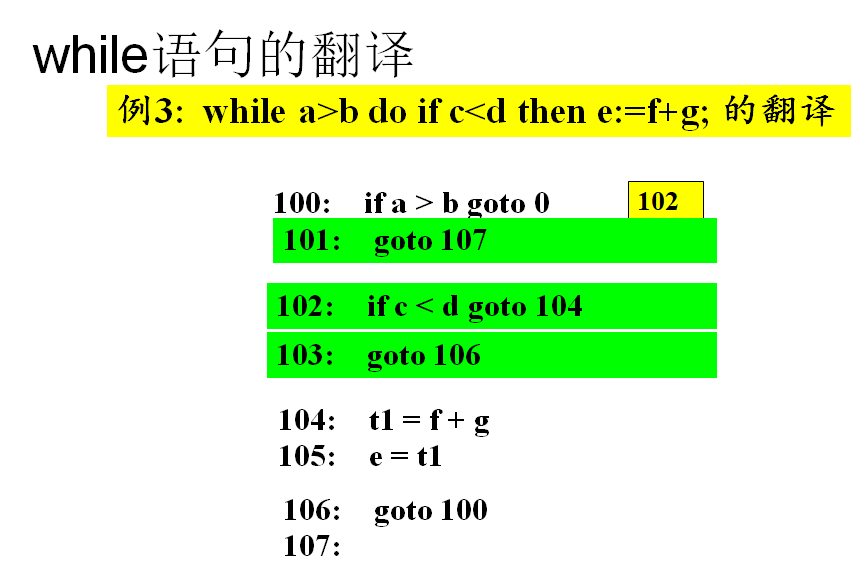 while语句的翻译
例3: while a>b do if c<d then e:=f+g; 的翻译
100: if a > b goto 0 102
101: goto 107
102: if c < d goto 104
103: goto 106
104: t1 = f + g
105: e = t1
106: goto 100
107: